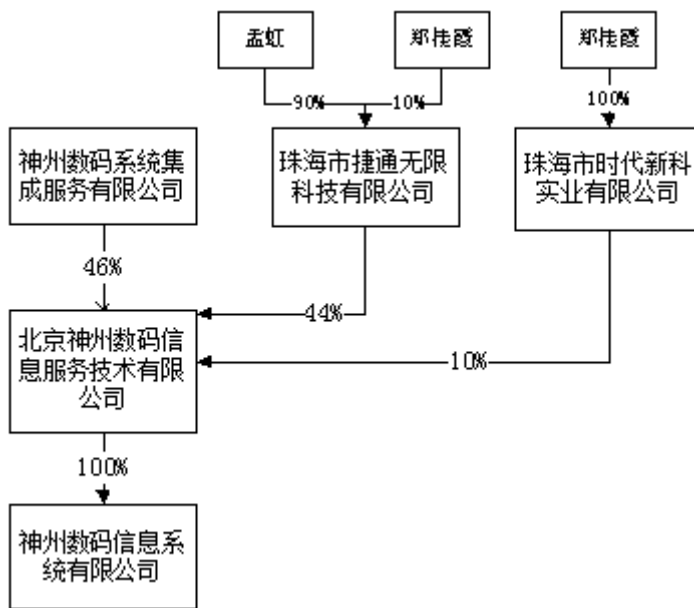 孟虹
郑桂霞
郑桂霞
90%
10%
100%
神州数码系统集
成服务有限公司
珠海市捷通无限
科技有限公司
珠海市时代新科
实业有限公司
46%
44%
10%
北京神州数码信
息服务技术有限
公司
100%
神州数码信息系
统有限公司